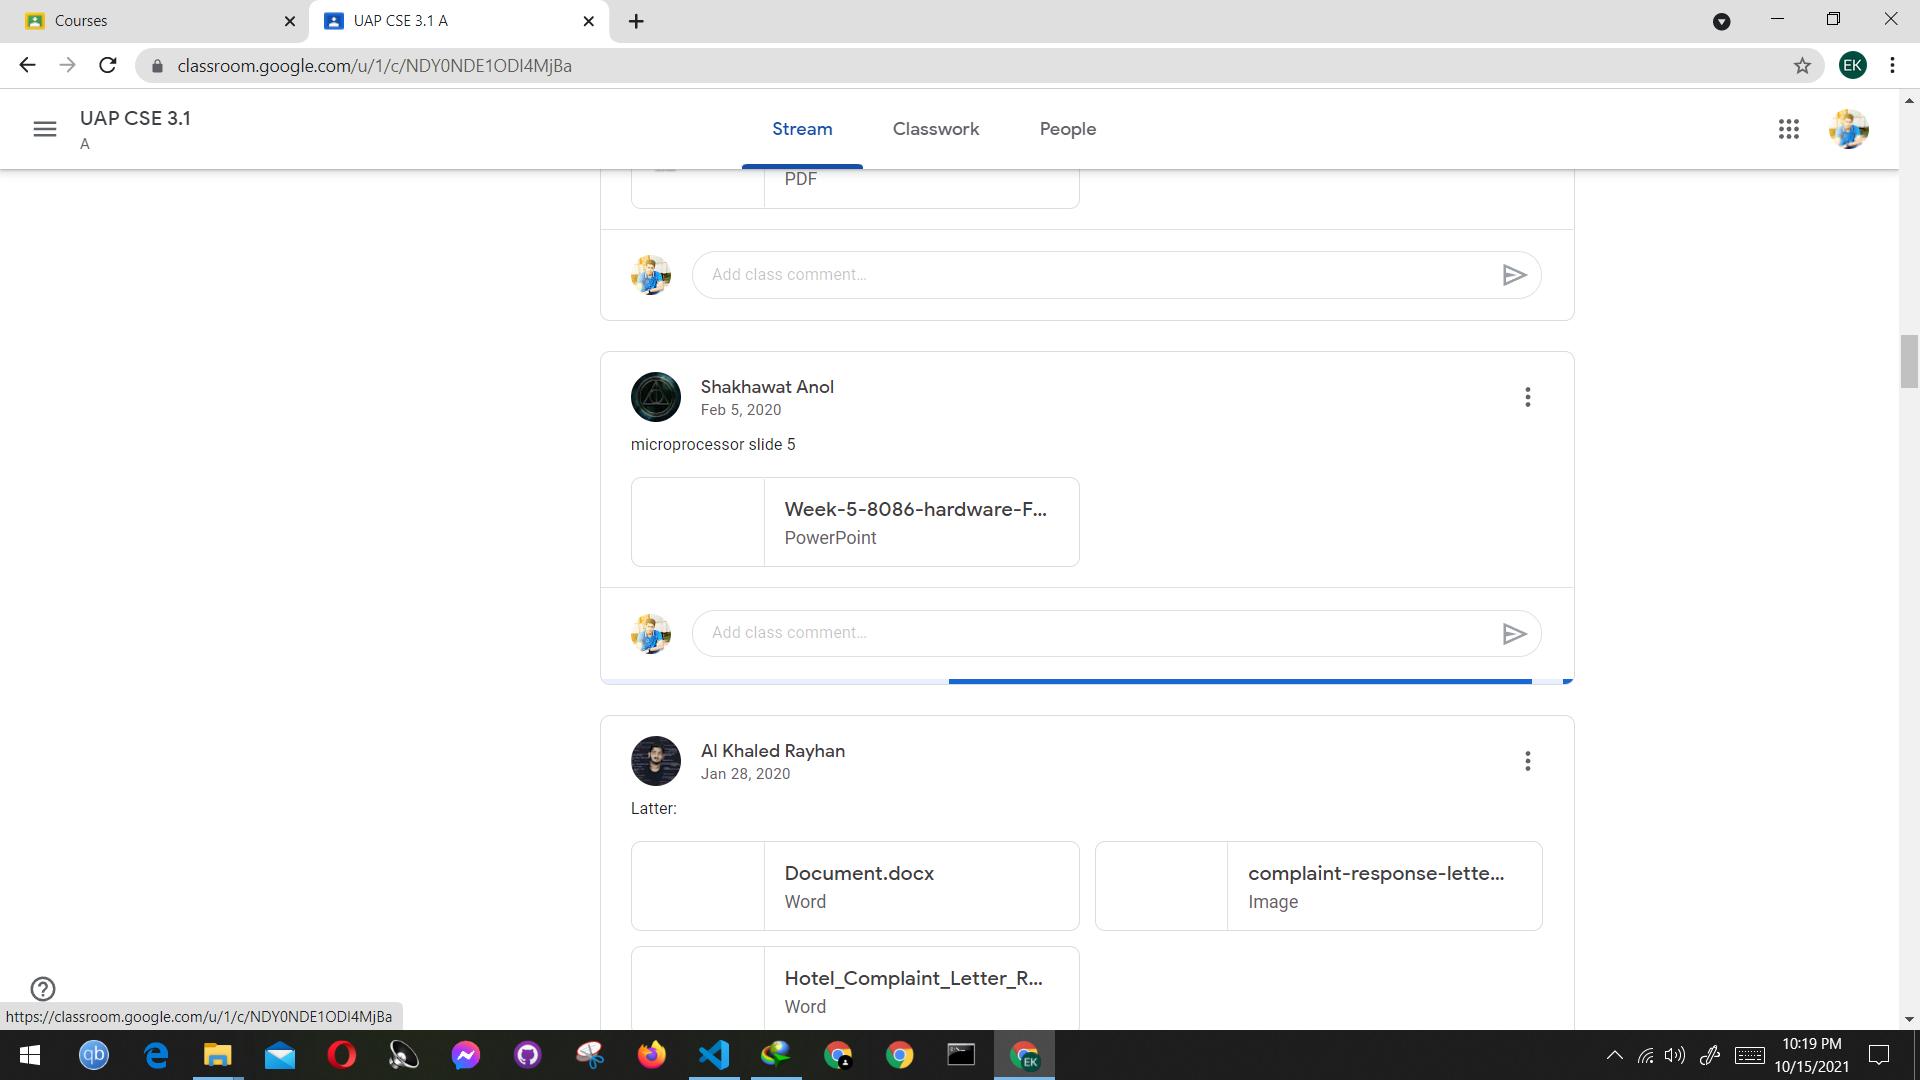 Courses
UAP CSE 3.1 A
classroom.google.com/u/1/c/NDY0NDE1ODI4MjBa
EK
UAP CSE 3.1
A
Stream
Classwork
People
PDF
Add class comment...
Shakhawat Anol
Feb 5, 2020
microprocessor slide 5
Week-5-8086-hardware-F...
PowerPoint
Add class comment...
Al Khaled Rayhan
Jan 28, 2020
Latter:
Document.docx
Word
complaint-response-lette...
Image
Hotel_Complaint_Letter_R...
Word
https://classroom.google.com/u/1/c/NDY0NDE1ODI4MjBa
qb
EK
10:19 PM
10/15/2021